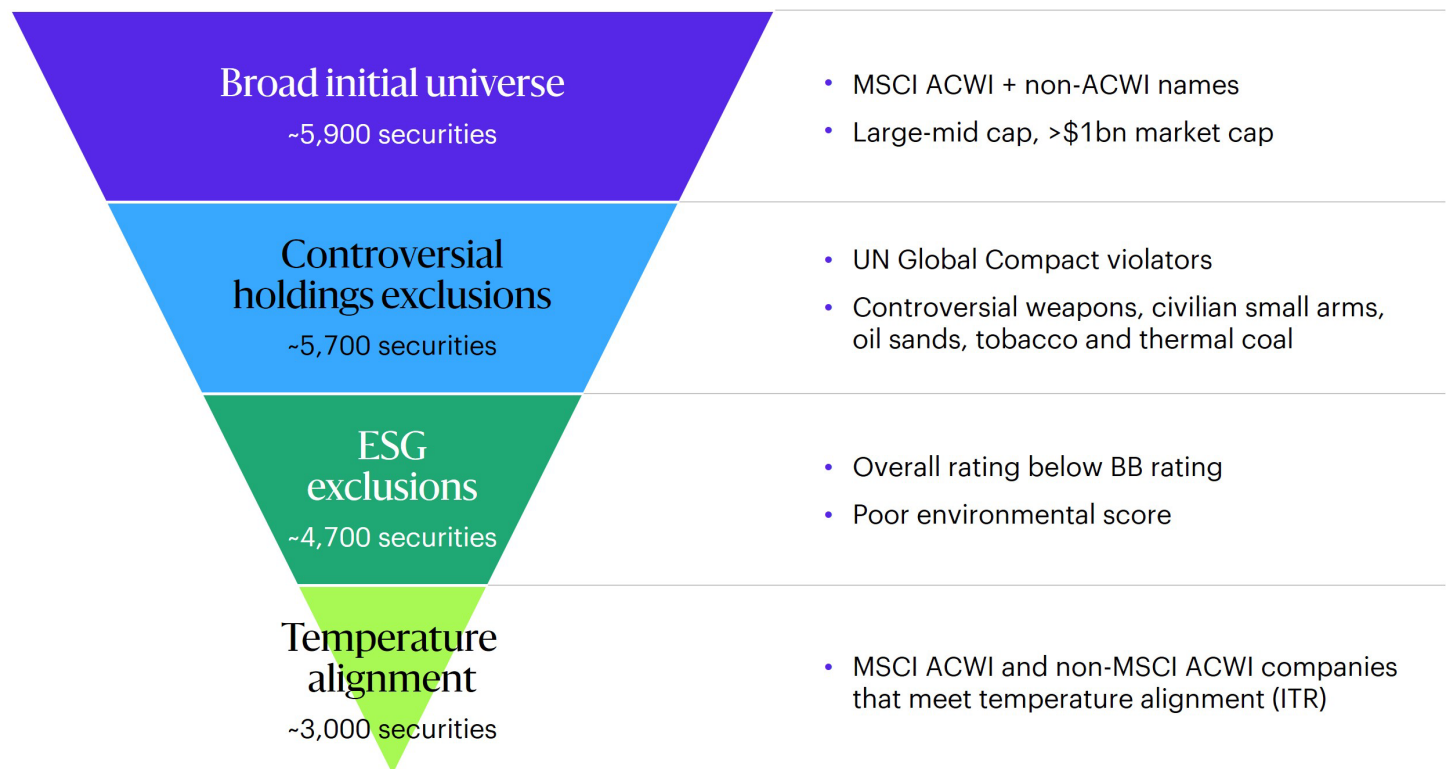 Broad initial universe
~5,900 securities
• MSCI ACWI + non-ACWI names
• Large-mid cap, >$1bn market cap
Controversial
holdings exclusions
~5,700 securities
• UN Global Compact violators
• Controversial weapons, civilian small arms,
oil sands, tobacco and thermal coal
ESG
exclusions
~4,700 securities
• Overall rating below BB rating
• Poor environmental score
Temperature
alignment
~3,000 securities
• MSCI ACWI and non-MSCI ACWI companies
that meet temperature alignment (ITR)